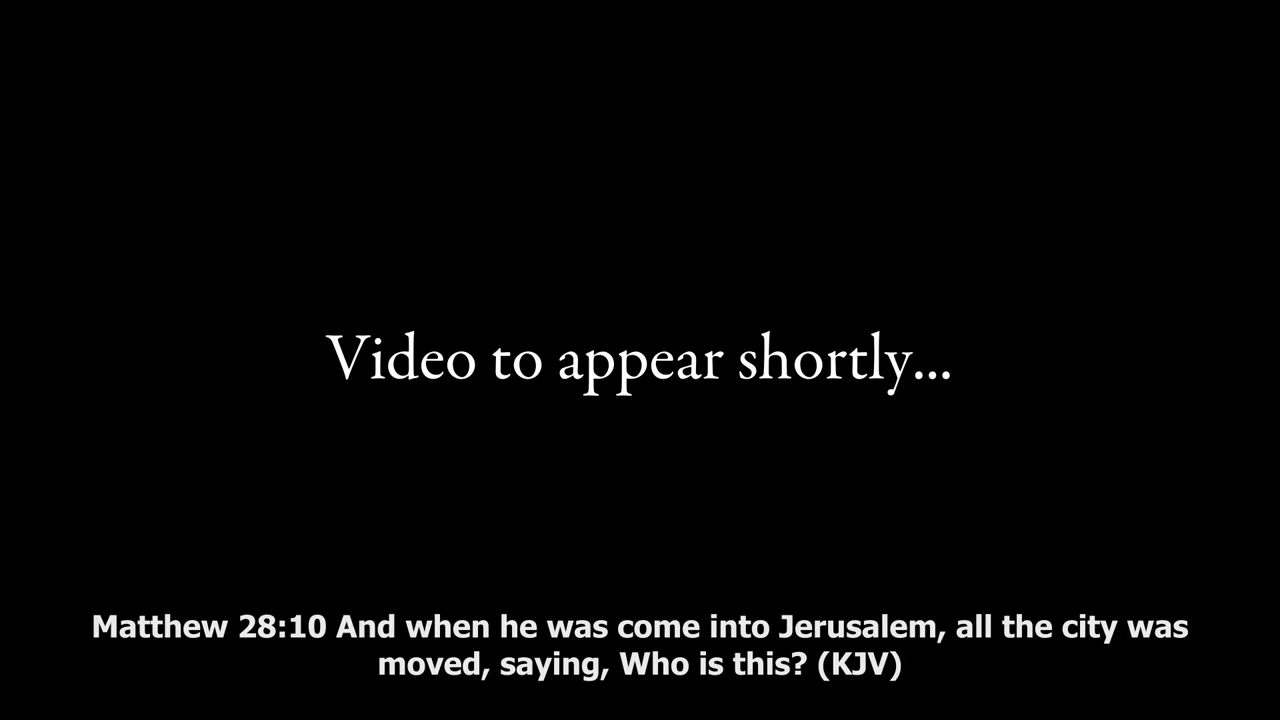 Video to appear shortly...
Matthew 28:10 And when he was come into Jerusalem, all the city was
moved, saying, Who is this? (KJV)